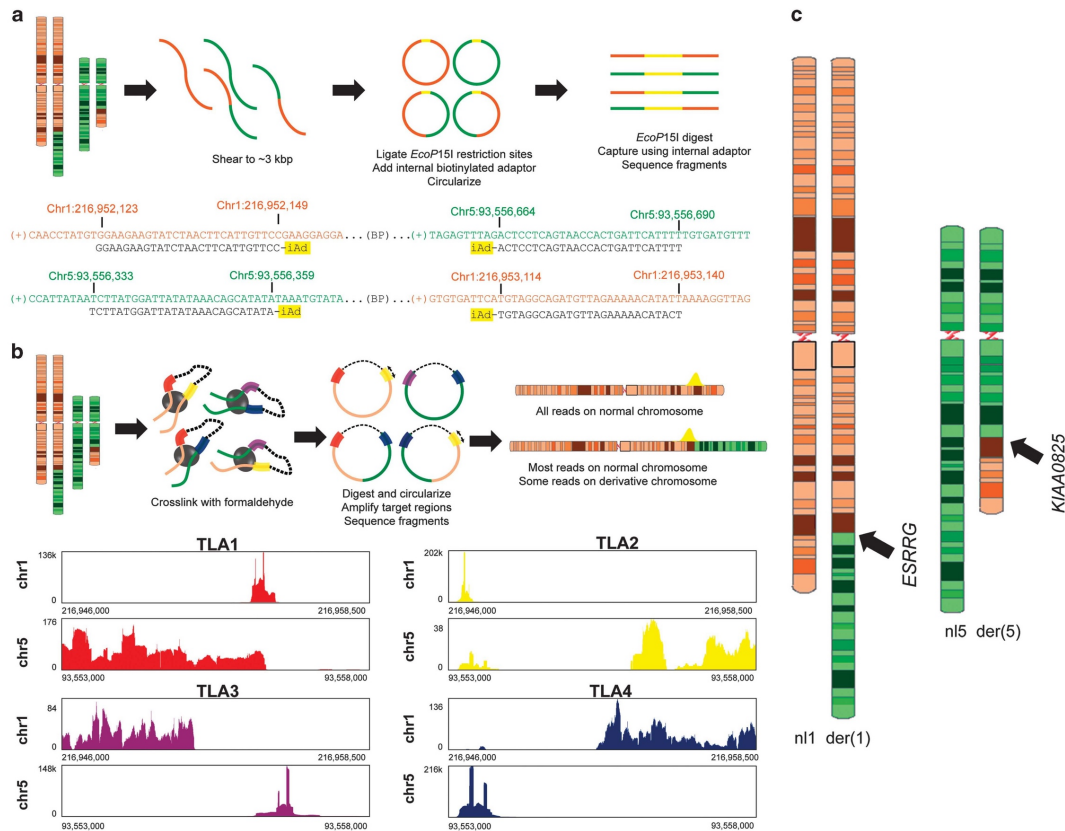 a
Shear to ~3 kbp
Ligate EcoP15I restriction sites
Add internal biotinylated adaptor
Circularize
EcoP15I digest
Capture using internal adaptor
Sequence fragments
Chr1:216,952,123
Chr1:216,952,149
Chr5:93,556,664
Chr5:93,556,690
(+)CAACCTATGTGGAAGAAGTATCTAACTTCATTGTTCCGAAGGAGGA...(BP)...(+)TAGAGTTTAGACTCCTCAGTAACCACTGATTCATTTTTGTGATGTTT
GGAAGAAGTATCTAACTTCATTGTTCC-iAd
iAd-ACTCCTCAGTAACCACTGATTCATTTT
Chr5:93,556,333
Chr5:93,556,359
Chr1:216,953,114
Chr1:216,953,140
(+)CCATTATAATCTTATGGATTATATAAACAGCATATATAAATGTATA...(BP)...(+)GTGTGATTCATGTAGGCAGATGTTAGAAAAACATATTAAAAGGTTAG
TCTTATGGATTATATAAACAGCATATA-iAd
iAd-TGTAGGCAGATGTTAGAAAAACATACT
b
Crosslink with formaldehyde
Digest and circularize
Amplify target regions
Sequence fragments
All reads on normal chromosome
Most reads on normal chromosome
Some reads on derivative chromosome
TLA1
chr1
136k
0
216,946,000
216,958,500
chr5
176
0
93,553,000
93,558,000
TLA2
202k
0
216,946,000
216,958,500
chr5
38
0
93,553,000
93,558,000
TLA3
chr1
84
0
216,946,000
216,958,500
chr5
148k
0
93,553,000
93,558,000
TLA4
chr1
136
0
216,946,000
216,958,500
chr5
216k
0
93,553,000
93,558,000
c
ESRRG
KIAA0825
nl1
der(1)
nl5
der(5)